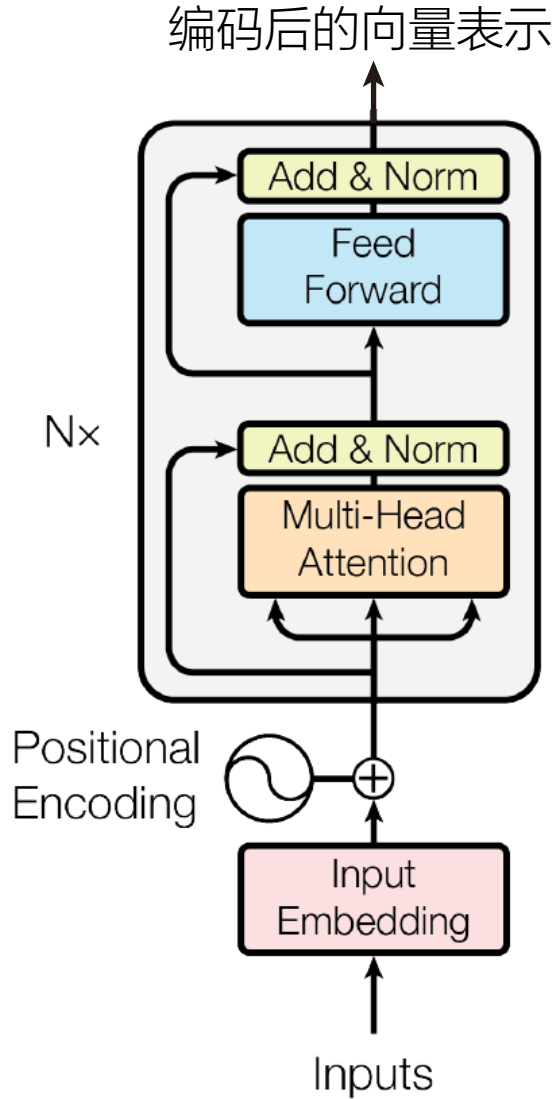 编码后的向量表示
Add & Norm
Feed
Forward
N×
Add & Norm
Multi-Head
Attention
Positional
Encoding
Input
Embedding
Inputs